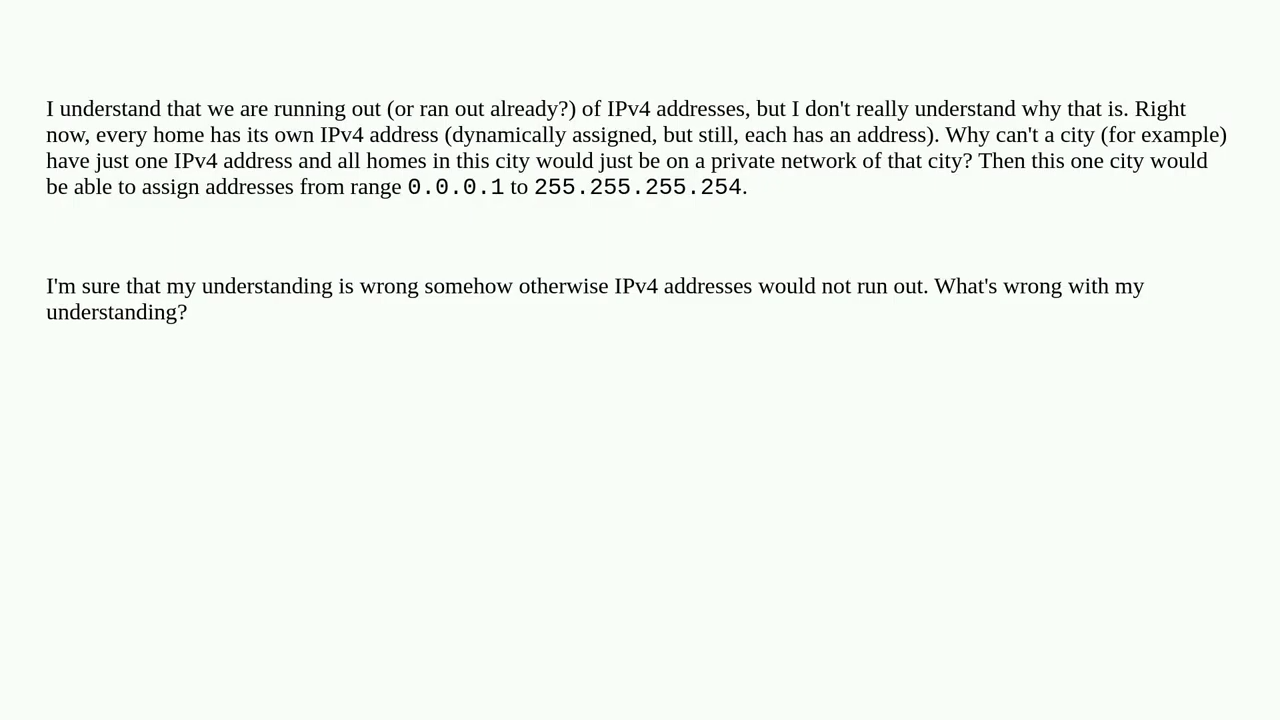 I understand that we are running out (or ran out already?) of IPv4 addresses, but I don't really understand why that is. Right
now, every home has its own IPv4 address (dynamically assigned, but still, each has an address). Why can't a city (for example)
have just one IPv4 address and all homes in this city would just be on a private network of that city? Then this one city would
be able to assign addresses from range 0.0.0.1 to 255.255.255.254.
I'm sure that my understanding is wrong somehow otherwise IPv4 addresses would not run out. What's wrong with my
understanding?